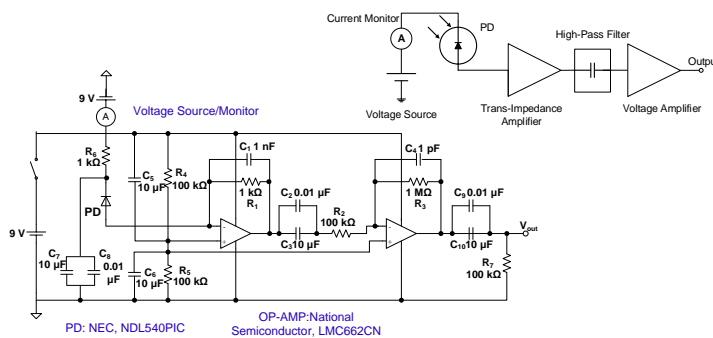 Current Monitor
A
PD
High-Pass Filter
Output
Voltage Source
Trans-Impedance
Amplifier
Voltage Amplifier
9 V
A
Voltage Source/Monitor
R6
1 kΩ
C5
10 µF
R4
100 kΩ
C1 1 nF
1 kΩ
R1
C2 0.01 µF
C3 10 µF
R2
100 kΩ
C4 1 pF
1 MΩ
R3
C9 0.01 µF
C10 10 µF
Vout
R7
100 kΩ
PD
9 V
C7
10 µF
C8
0.01
µF
C6
10 µF
R5
100 kΩ
-
+
-
+
PD: NEC, NDL540PIC
OP-AMP:National
Semiconductor, LMC662CN